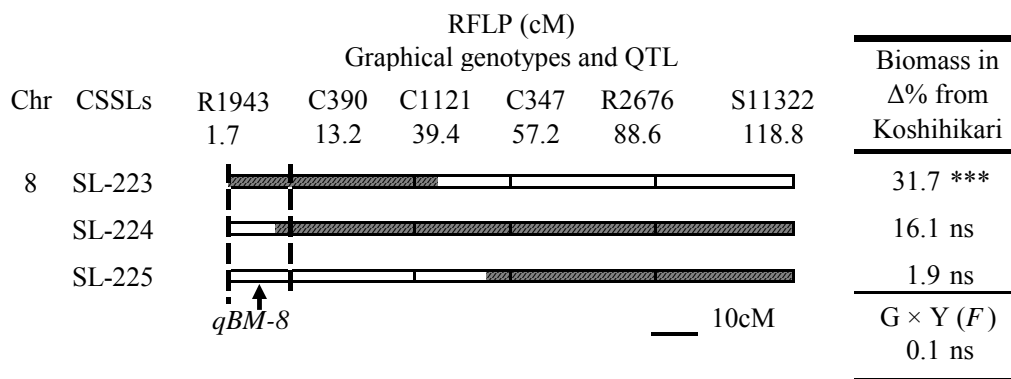 RFLP (cM)
Graphical genotypes and QTL
Biomass in
Δ% from
Koshihikari
Chr CSSLs R1943 C390 C1121 C347 R2676 S11322
1.7 13.2 39.4 57.2 88.6 118.8
8 SL-223 31.7 ***
SL-224 16.1 ns
SL-225 1.9 ns
qBM-8 10cM
G × Y (F)
0.1 ns